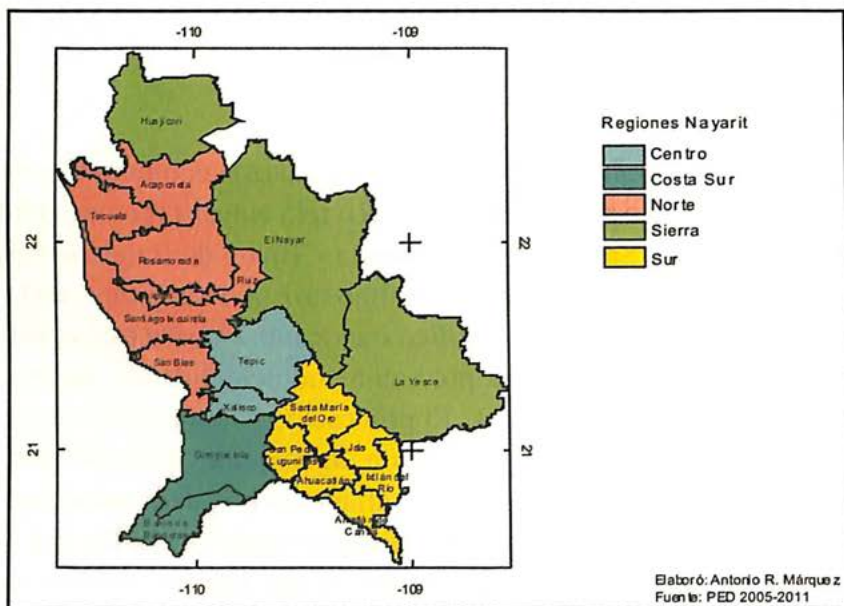 -110
-109
Huajicori
Regiones Nayarit
Centro
Costa Sur
Norte
Sierra
Sur
Acaponeta
Tecuala
22
El Nayar
22
Rosamorada
Ruiz
Santiago Ixcuintla
San Blas
Tepic
La Yesca
Xalisco
Santa María
del Oro
21
Jala
21
San Pedro
Lagunillas
Ahuacatlán
Ixtlán del
Río
Compostela
Bahía de
Banderas
-110
-109
Elaboró: Antonio R. Márquez
Fuente: PED 2005-2011